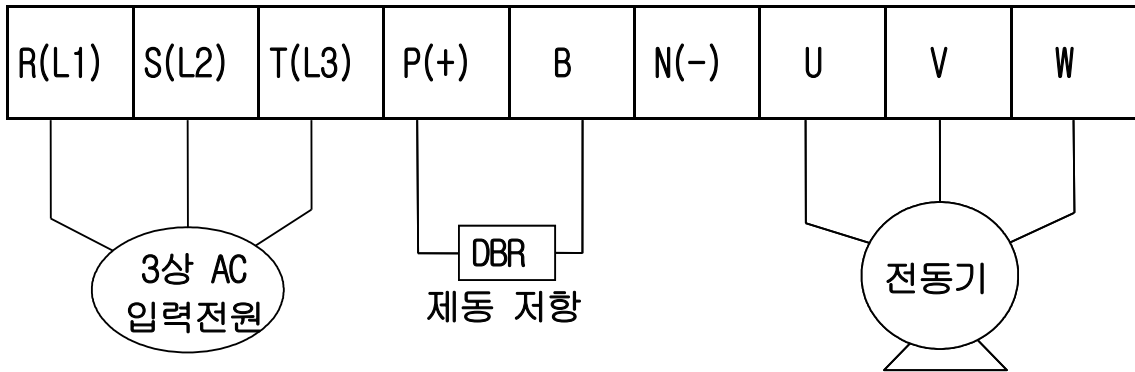 R(L1) S(L2) T(L3) P(+) B N(-) U V W
3상 AC
입력전원
DBR
제동 저항
전동기